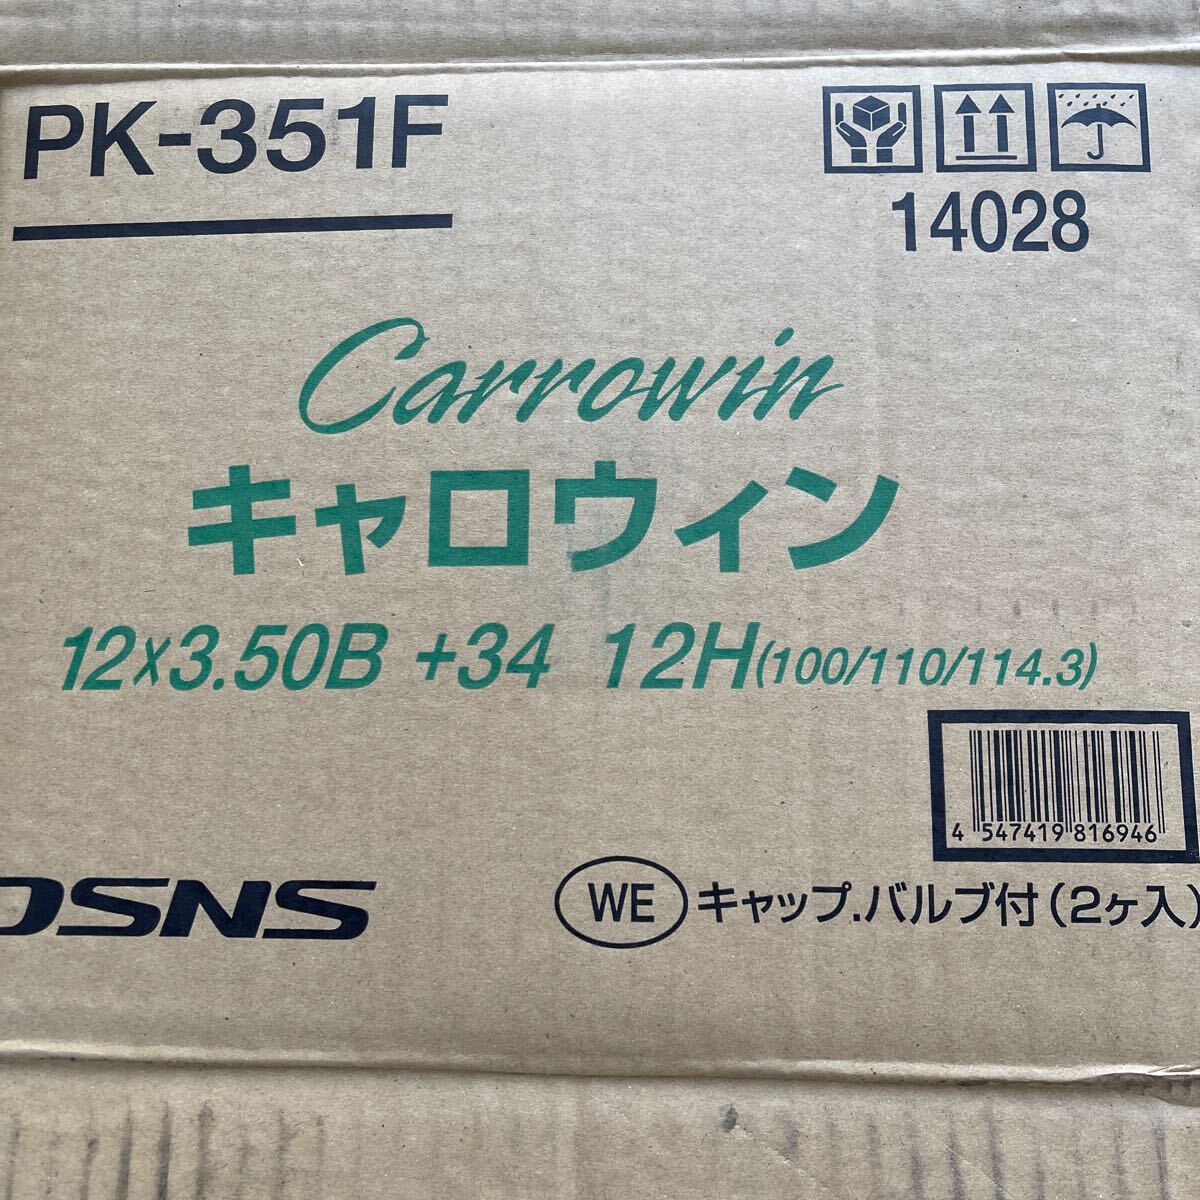 PK-351F
14028
Carrowin
キャロウィン
12x3.50B +34 12H(100/110/114.3)
4 547419 816946
OSNS
WE キャップ.バルブ付(2ヶ入)